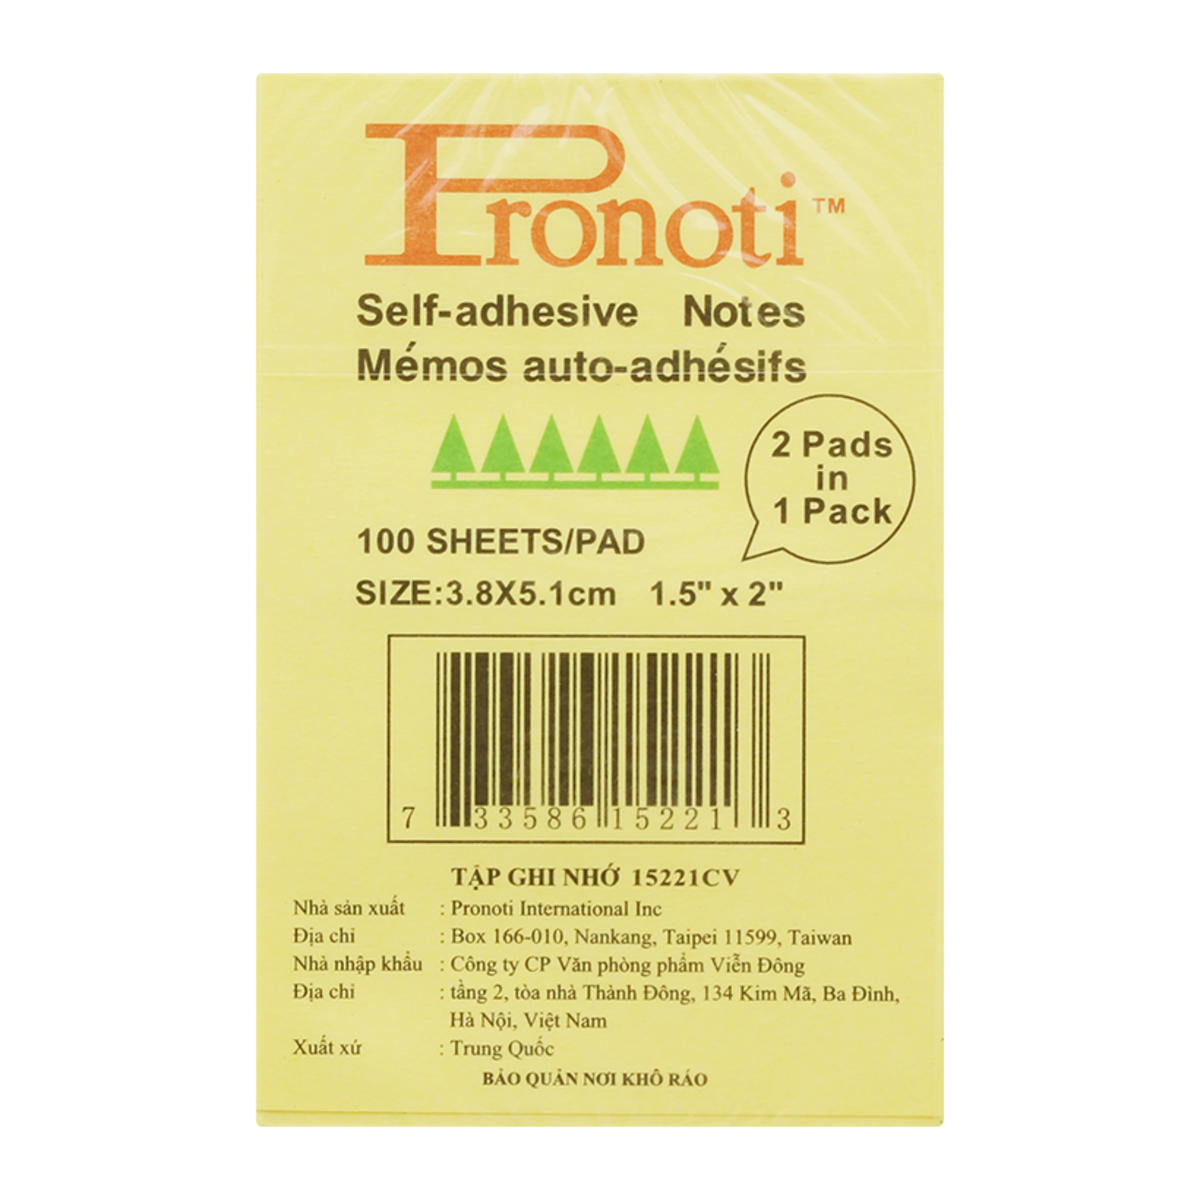 Pronoti™
Self-adhesive Notes
Mémos auto-adhésifs
2 Pads
in
1 Pack
100 SHEETS/PAD
SIZE:3.8X5.1cm 1.5" x 2"
7 33586 15221 3
TẬP GHI NHỚ 15221CV
Nhà sản xuất : Pronoti International Inc
Địa chỉ : Box 166-010, Nankang, Taipei 11599, Taiwan
Nhà nhập khẩu : Công ty CP Văn phòng phẩm Viễn Đông
Địa chỉ : tầng 2, tòa nhà Thành Đông, 134 Kim Mã, Ba Đình,
Hà Nội, Việt Nam
Xuất xứ : Trung Quốc
BẢO QUẢN NƠI KHÔ RÁO